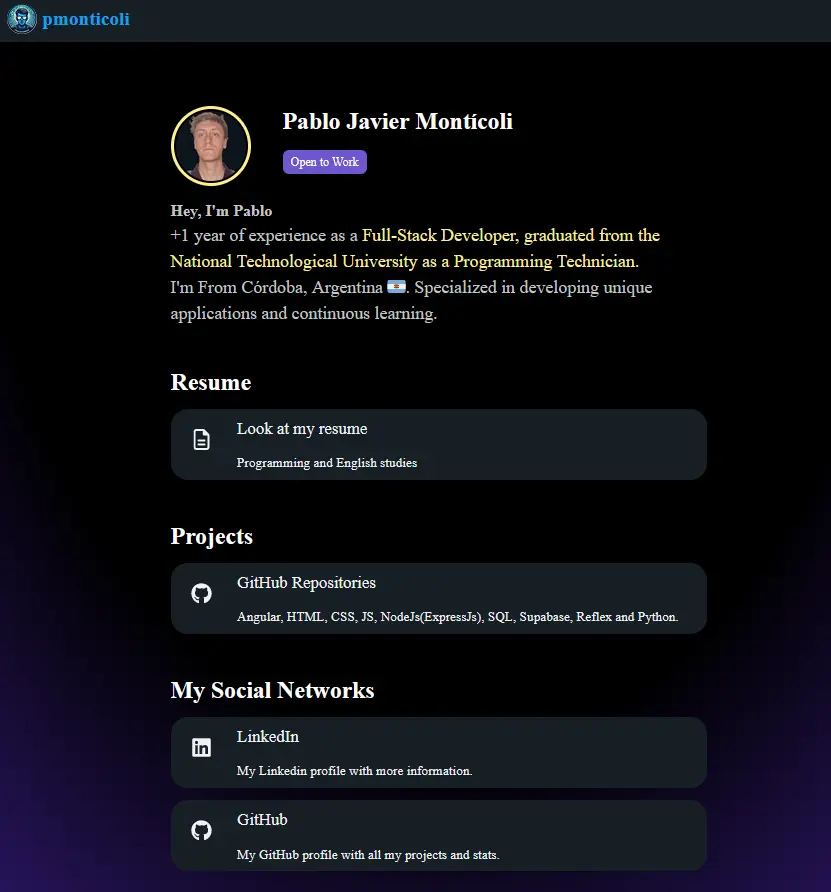 pmonticoli
Pablo Javier Montícoli
Open to Work
Hey, I'm Pablo
+1 year of experience as a Full-Stack Developer, graduated from the
National Technological University as a Programming Technician.
I'm From Córdoba, Argentina 🇦🇷. Specialized in developing unique
applications and continuous learning.
Resume
Look at my resume
Programming and English studies
Projects
GitHub Repositories
Angular, HTML, CSS, JS, NodeJs(ExpressJs), SQL, Supabase, Reflex and Python.
My Social Networks
LinkedIn
My Linkedin profile with more information.
GitHub
My GitHub profile with all my projects and stats.